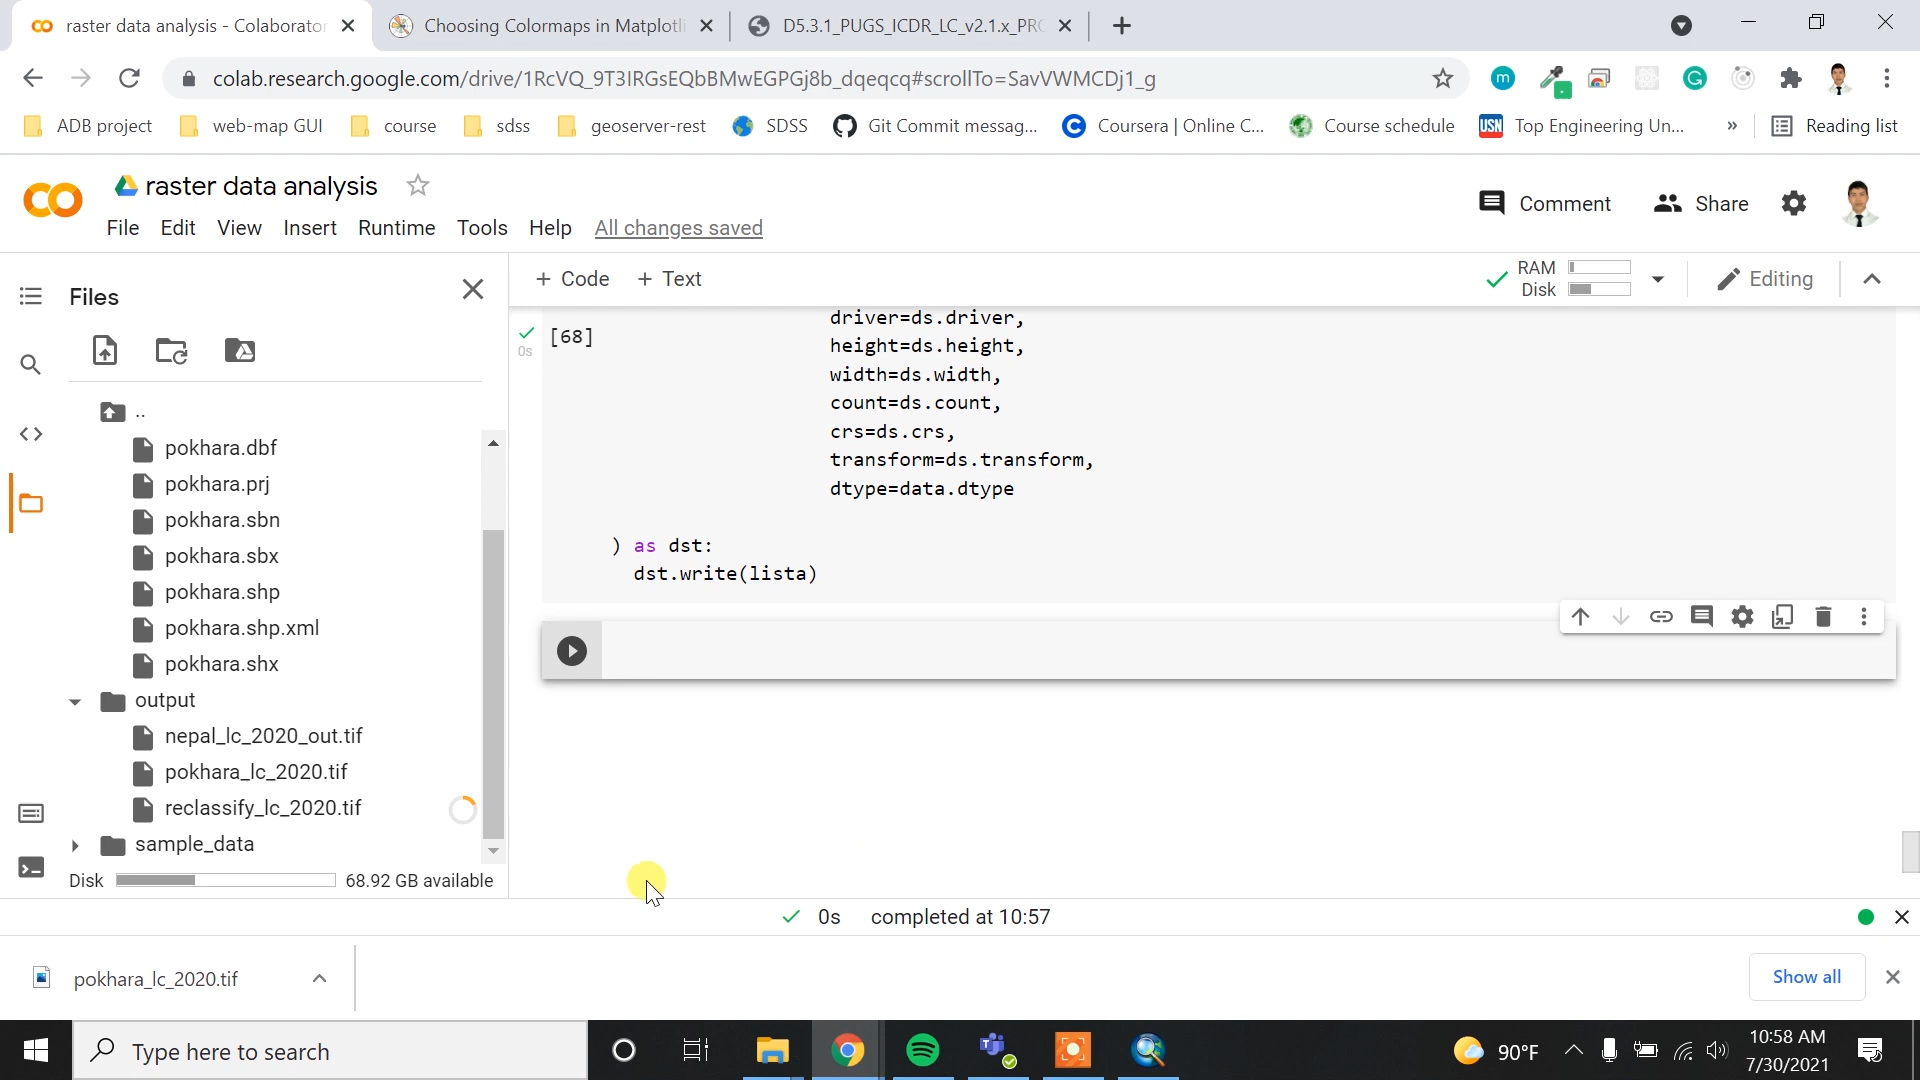 raster data analysis - Colaborator
Choosing Colormaps in Matplotli
D5.3.1_PUGS_ICDR_LC_v2.1.x_PRO
colab.research.google.com/drive/1RcVQ_9T3IRGsEQbBMwEGPGj8b_dqeqcq#scrollTo=SavVWMCDj1_g
ADB project
web-map GUI
course
sdss
geoserver-rest
SDSS
Git Commit messag...
Coursera | Online C...
Course schedule
USN Top Engineering Un...
»
Reading list
raster data analysis
Comment
Share
File Edit View Insert Runtime Tools Help All changes saved
Files
+ Code + Text
RAM
Disk
Editing
..
pokhara.dbf
pokhara.prj
pokhara.sbn
pokhara.sbx
pokhara.shp
pokhara.shp.xml
pokhara.shx
output
nepal_lc_2020_out.tif
pokhara_lc_2020.tif
reclassify_lc_2020.tif
sample_data
Disk 68.92 GB available
0s
[68]
driver=ds.driver,
height=ds.height,
width=ds.width,
count=ds.count,
crs=ds.crs,
transform=ds.transform,
dtype=data.dtype
) as dst:
dst.write(lista)
0s completed at 10:57
pokhara_lc_2020.tif
Show all
Type here to search
90°F
10:58 AM
7/30/2021